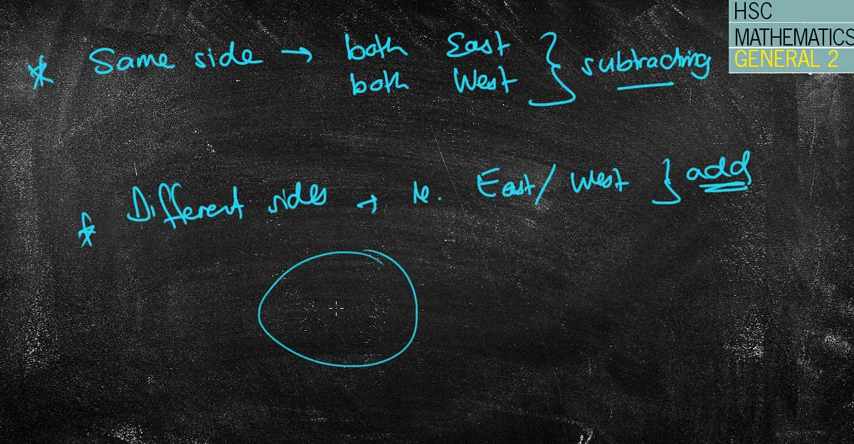 HSC
MATHEMATICS
GENERAL 2
* Same side → both East } subtracting
both West
* Different sides → ie. East / West } add